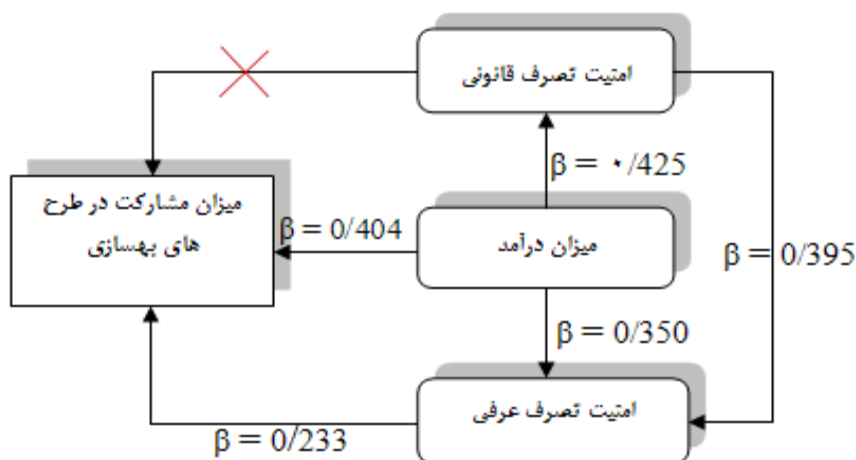 امنیت تصرف قانونی
β = ۰/425
میزان مشارکت در طرح
های بهسازی
β = 0/404
میزان درآمد
β = 0/395
β = 0/350
امنیت تصرف عرفی
β = 0/233